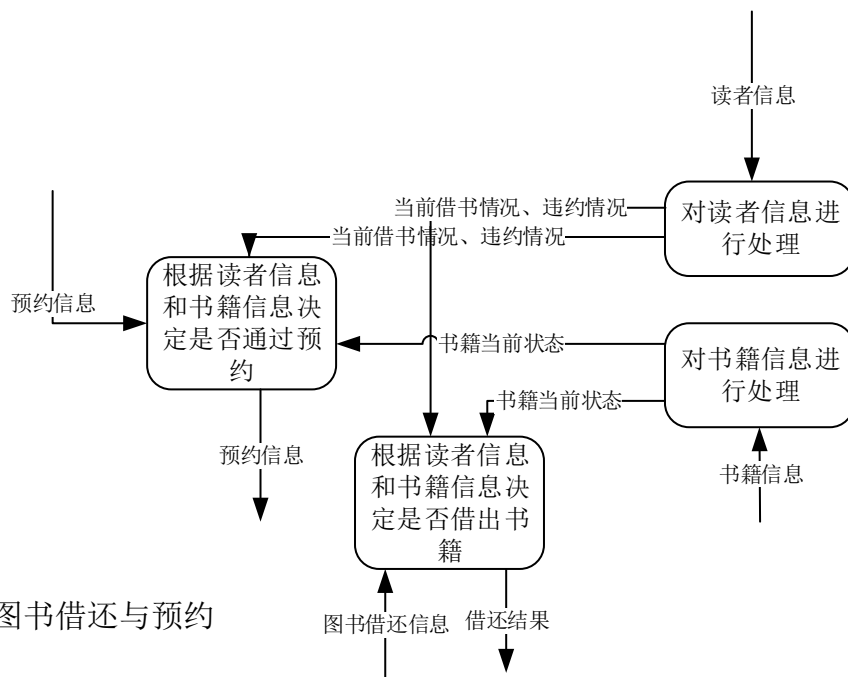 读者信息
对读者信息进
行处理
当前借书情况、违约情况
当前借书情况、违约情况
根据读者信息
和书籍信息决
定是否通过预
约
预约信息
书籍当前状态
对书籍信息进
行处理
书籍当前状态
预约信息
根据读者信息
和书籍信息决
定是否借出书
籍
书籍信息
图书借还与预约
图书借还信息
借还结果